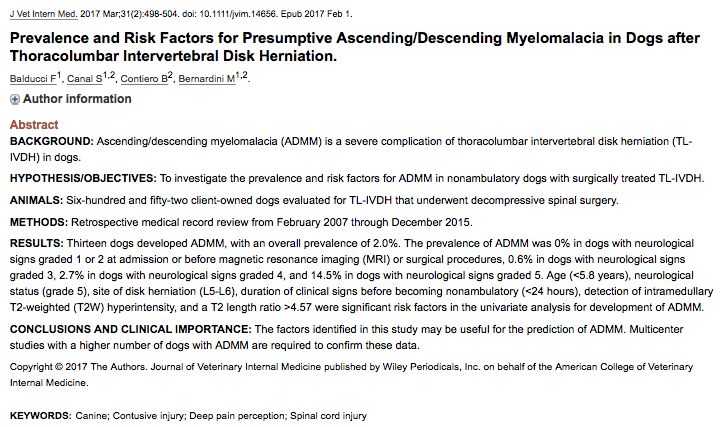 J Vet Intern Med. 2017 Mar;31(2):498-504. doi: 10.1111/jvim.14656. Epub 2017 Feb 1.
Prevalence and Risk Factors for Presumptive Ascending/Descending Myelomalacia in Dogs after
Thoracolumbar Intervertebral Disk Herniation.
Balducci F1, Canal S1,2, Contiero B2, Bernardini M1,2.
Author information
Abstract
BACKGROUND: Ascending/descending myelomalacia (ADMM) is a severe complication of thoracolumbar intervertebral disk herniation (TL-
IVDH) in dogs.
HYPOTHESIS/OBJECTIVES: To investigate the prevalence and risk factors for ADMM in nonambulatory dogs with surgically treated TL-IVDH.
ANIMALS: Six-hundred and fifty-two client-owned dogs evaluated for TL-IVDH that underwent decompressive spinal surgery.
METHODS: Retrospective medical record review from February 2007 through December 2015.
RESULTS: Thirteen dogs developed ADMM, with an overall prevalence of 2.0%. The prevalence of ADMM was 0% in dogs with neurological
signs graded 1 or 2 at admission or before magnetic resonance imaging (MRI) or surgical procedures, 0.6% in dogs with neurological signs
graded 3, 2.7% in dogs with neurological signs graded 4, and 14.5% in dogs with neurological signs graded 5. Age (<5.8 years), neurological
status (grade 5), site of disk herniation (L5-L6), duration of clinical signs before becoming nonambulatory (<24 hours), detection of intramedullary
T2-weighted (T2W) hyperintensity, and a T2 length ratio >4.57 were significant risk factors in the univariate analysis for development of ADMM.
CONCLUSIONS AND CLINICAL IMPORTANCE: The factors identified in this study may be useful for the prediction of ADMM. Multicenter
studies with a higher number of dogs with ADMM are required to confirm these data.
Copyright © 2017 The Authors. Journal of Veterinary Internal Medicine published by Wiley Periodicals, Inc. on behalf of the American College of Veterinary
Internal Medicine.
KEYWORDS: Canine; Contusive injury; Deep pain perception; Spinal cord injury